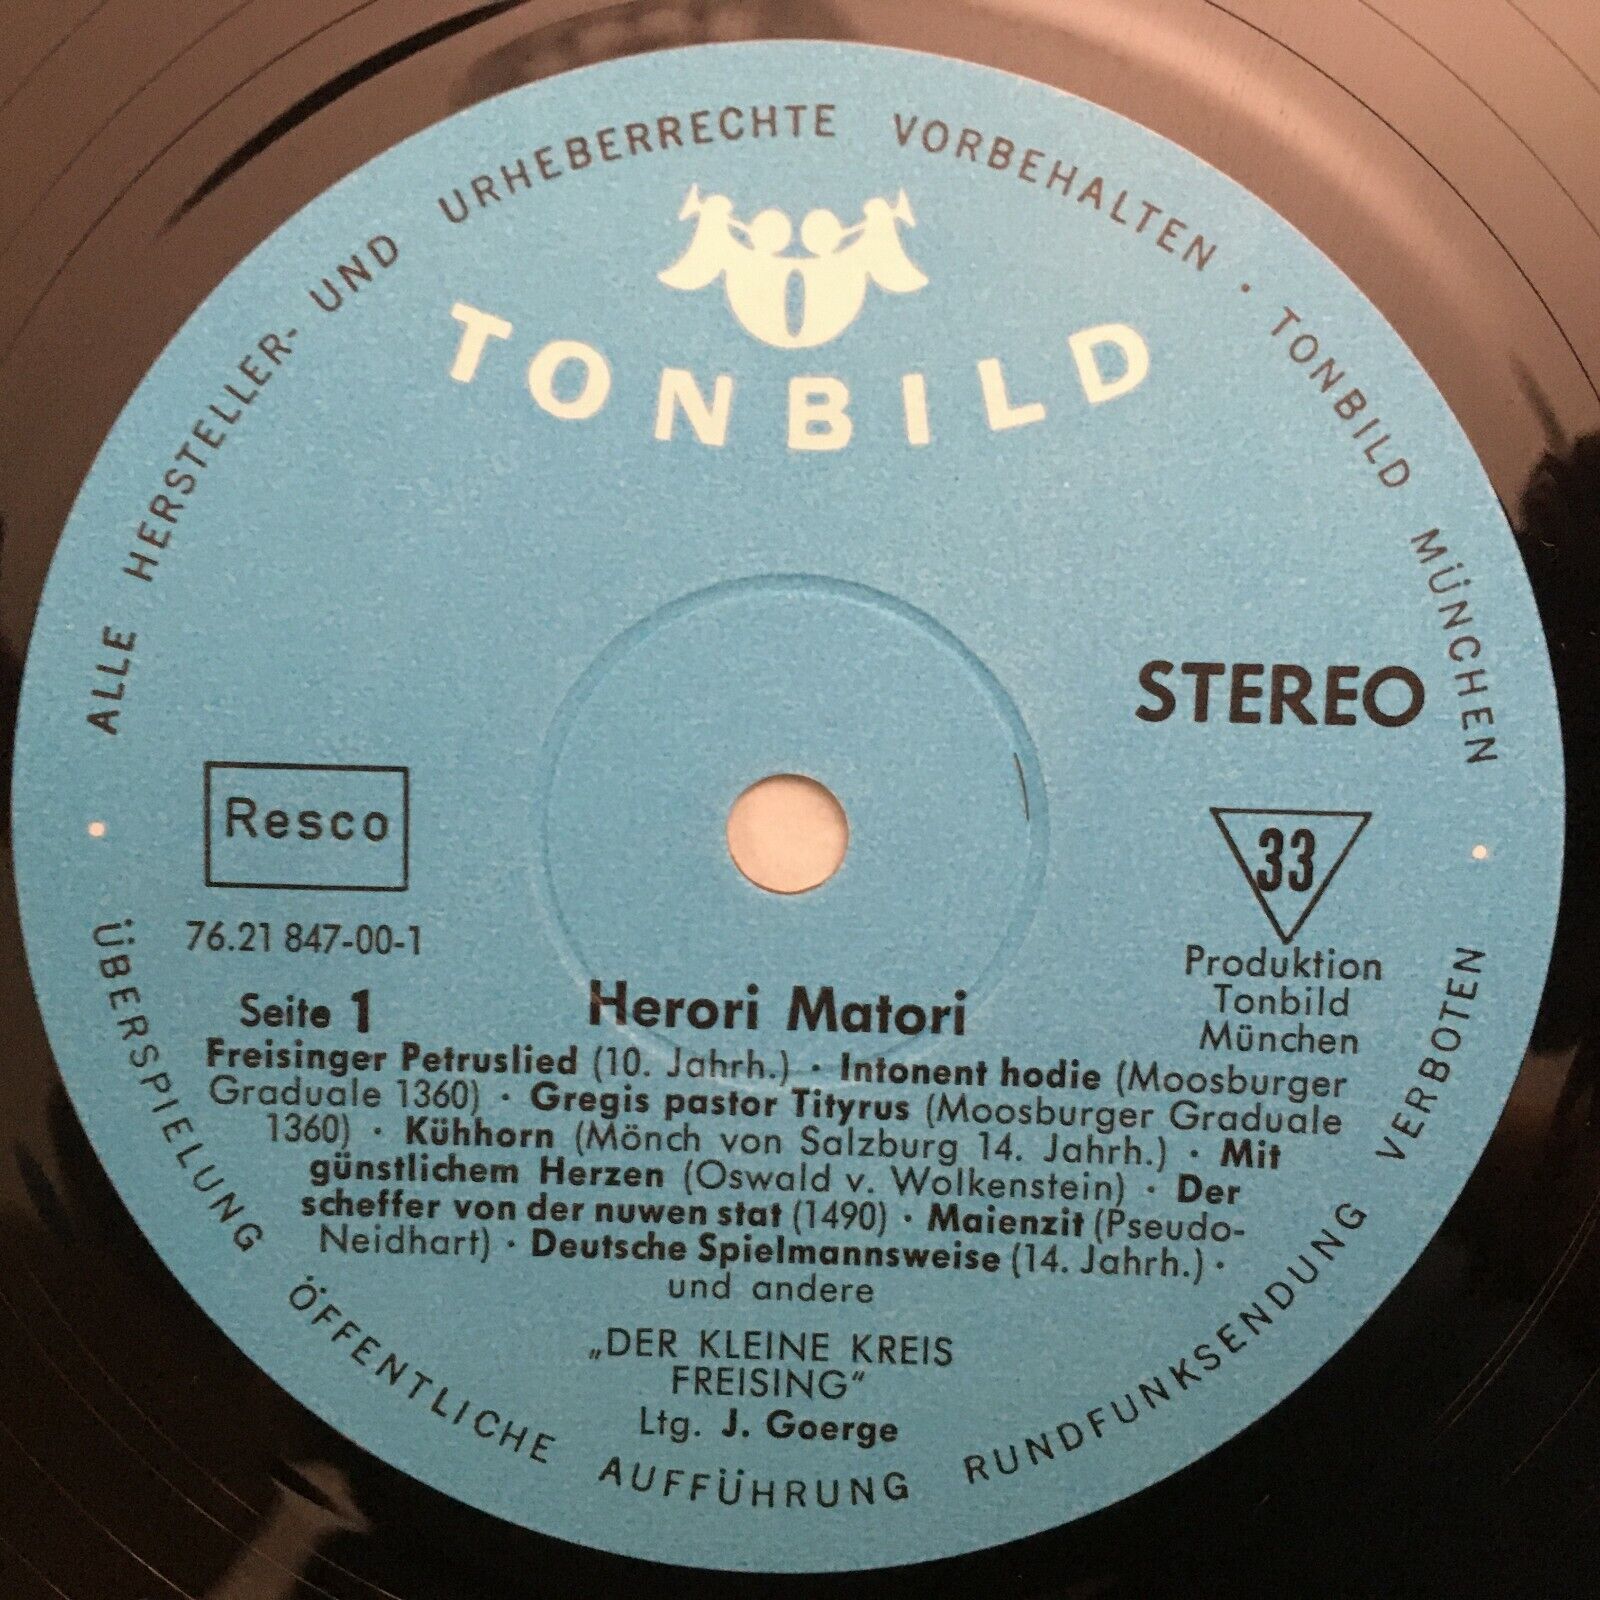 ALLE HERSTELLER- UND URHEBERRECHTE VORBEHALTEN · TONBILD MÜNCHEN ·
TONBILD
STEREO
Resco
33
76.21 847-00-1
Produktion
Tonbild
München
Seite 1
Herori Matori
Freisinger Petruslied (10. Jahrh.) · Intonent hodie (Moosburger
Graduale 1360) · Gregis pastor Tityrus (Moosburger Graduale
1360) · Kühhorn (Mönch von Salzburg 14. Jahrh.) · Mit
günstlichem Herzen (Oswald v. Wolkenstein) · Der
scheffer von der nuwen stat (1490) · Maienzit (Pseudo-
Neidhart) · Deutsche Spielmannsweise (14. Jahrh.) ·
und andere
„DER KLEINE KREIS
FREISING“
Ltg. J. Goerge
· ÜBERSPIELUNG ÖFFENTLICHE AUFFÜHRUNG RUNDFUNKSENDUNG VERBOTEN